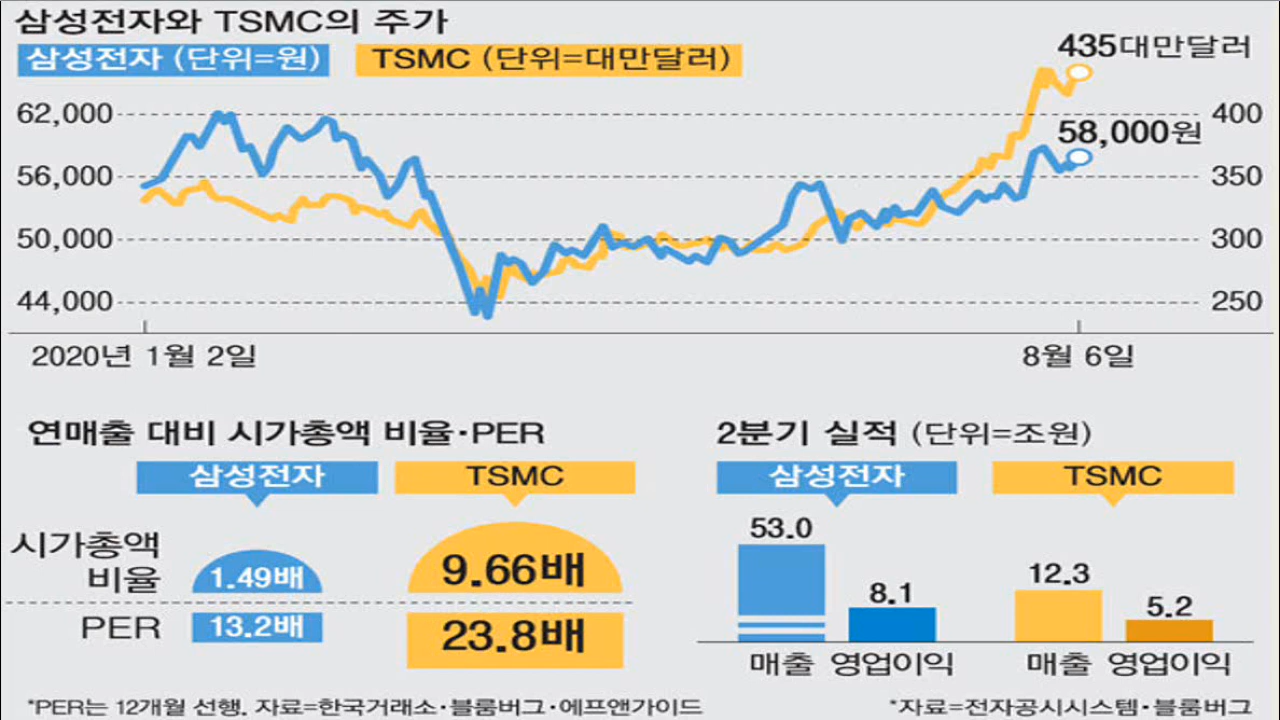 삼성전자와 TSMC의 주가
삼성전자 (단위=원) TSMC (단위=대만달러)
435대만달러
62,000 400
58,000원
56,000 350
50,000 300
44,000 250
2020년 1월 2일 8월 6일
연매출 대비 시가총액 비율·PER
삼성전자 TSMC
시가총액
비율 1.49배 9.66배
PER 13.2배 23.8배
*PER는 12개월 선행. 자료=한국거래소·블룸버그·에프앤가이드
2분기 실적 (단위=조원)
삼성전자 TSMC
53.0 8.1 12.3 5.2
매출 영업이익 매출 영업이익
*자료=전자공시시스템·블룸버그